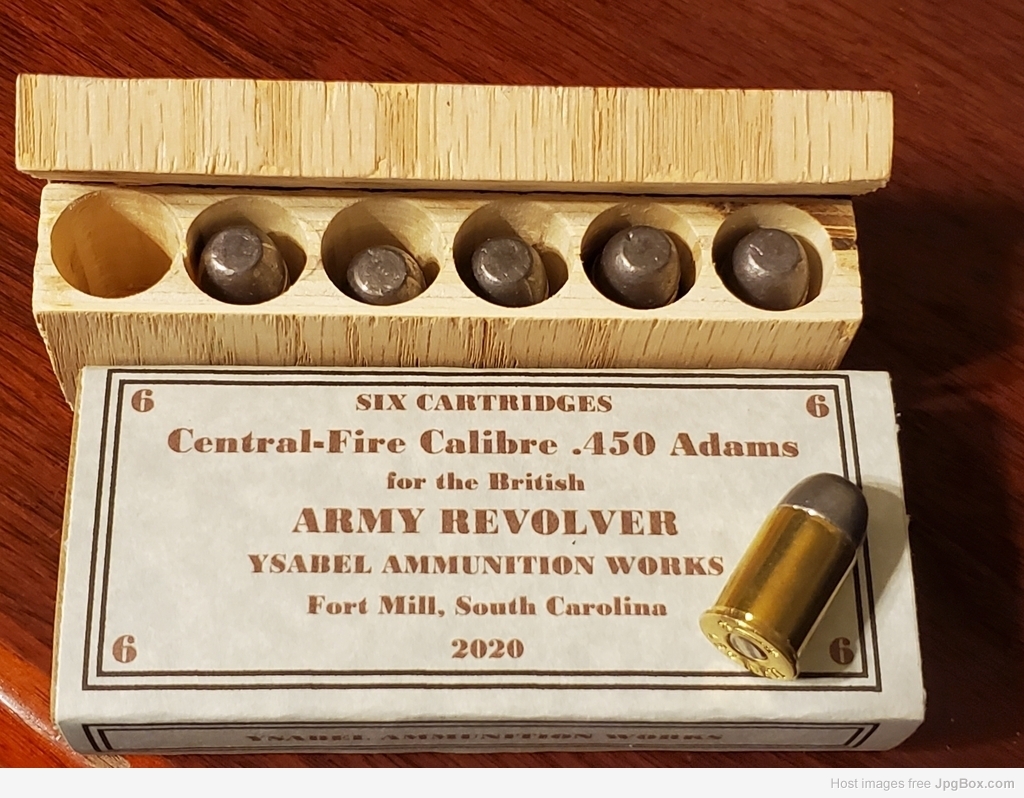 6 SIX CARTRIDGES 6
Central-Fire Calibre .450 Adams
for the British
ARMY REVOLVER
YSABEL AMMUNITION WORKS
Fort Mill, South Carolina
6 2020 6
YSABEL AMMUNITION WORKS
Host images free JpgBox.com